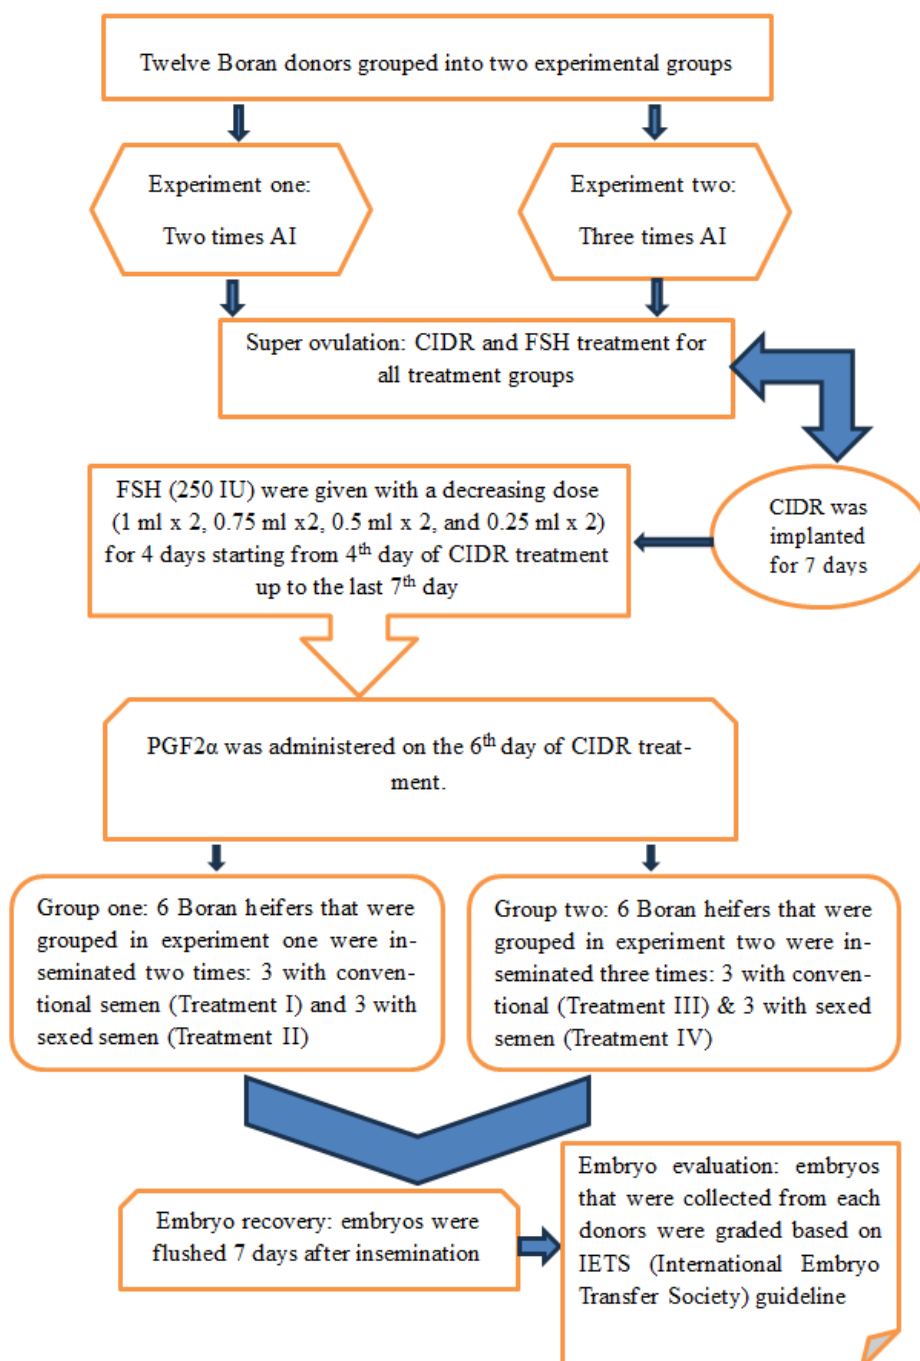 Twelve Boran donors grouped into two experimental groups
Experiment one:
Two times AI
Experiment two:
Three times AI
Super ovulation: CIDR and FSH treatment for
all treatment groups
CIDR was
implanted
for 7 days
FSH (250 IU) were given with a decreasing dose
(1 ml x 2, 0.75 ml x2, 0.5 ml x 2, and 0.25 ml x 2)
for 4 days starting from 4th day of CIDR treatment
up to the last 7th day
PGF2α was administered on the 6th day of CIDR treat-
ment.
Group one: 6 Boran heifers that were
grouped in experiment one were in-
seminated two times: 3 with conven-
tional semen (Treatment I) and 3 with
sexed semen (Treatment II)
Group two: 6 Boran heifers that were
grouped in experiment two were in-
seminated three times: 3 with conven-
tional (Treatment III) & 3 with sexed
semen (Treatment IV)
Embryo recovery: embryos were
flushed 7 days after insemination
Embryo evaluation: embryos
that were collected from each
donors were graded based on
IETS (International Embryo
Transfer Society) guideline